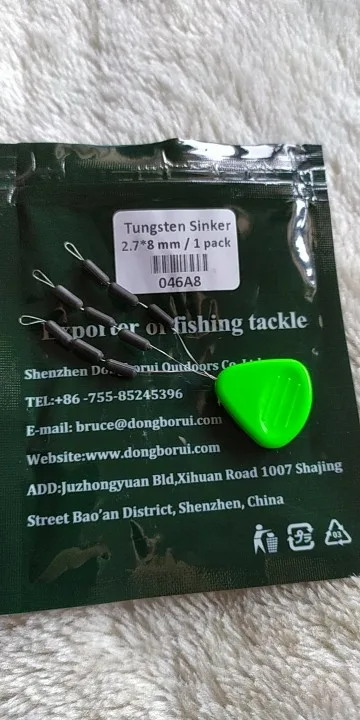 Tungsten Sinker
2.7*8 mm / 1 pack
046A8
Exporter of fishing tackle
Shenzhen Dongborui Outdoors Co.,Ltd.
TEL:+86 -755-85245396
E-mail: bruce@dongborui.com
Website:www.dongborui.com
ADD:Juzhongyuan Bld,Xihuan Road 1007 Shajing
Street Bao'an District, Shenzhen, China
03